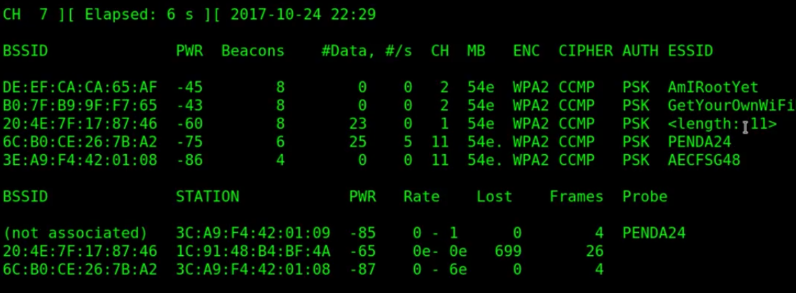 CH 7 ][ Elapsed: 6 s ][ 2017-10-24 22:29
BSSID PWR Beacons #Data, #/s CH MB ENC CIPHER AUTH ESSID
DE:EF:CA:CA:65:AF -45 8 0 0 2 54e WPA2 CCMP PSK AmIRootYet
B0:7F:B9:9F:F7:65 -43 8 0 0 2 54e WPA2 CCMP PSK GetYourOwnWiFi
20:4E:7F:17:87:46 -60 8 23 0 1 54e WPA2 CCMP PSK <length: 11>
6C:B0:CE:26:7B:A2 -75 6 25 5 11 54e. WPA2 CCMP PSK PENDA24
3E:A9:F4:42:01:08 -86 4 0 0 11 54e. WPA2 CCMP PSK AECFSG48
BSSID STATION PWR Rate Lost Frames Probe
(not associated) 3C:A9:F4:42:01:09 -85 0 - 1 0 4 PENDA24
20:4E:7F:17:87:46 1C:91:48:B4:BF:4A -65 0e- 0e 699 26
6C:B0:CE:26:7B:A2 3C:A9:F4:42:01:08 -87 0 - 6e 0 4